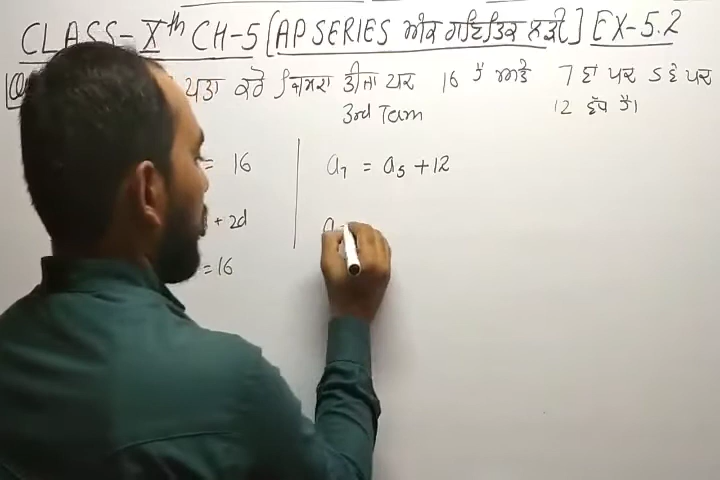 CLASS-Xth CH-5 [AP SERIES ਅੰਕ ਗਣਿਤਿਕ ਲੜੀ] EX-5.2
ਪਤਾ ਕਰੋ ਜਿਸਦਾ ਤੀਜਾ ਪਦ 16 ਹੈ ਅਤੇ 7 ਵਾਂ ਪਦ 5 ਵੇਂ ਪਦ
3rd Term 12 ਵੱਧ ਹੈ।
= 16
+ 2d
= 16
a7 = a5 + 12
a